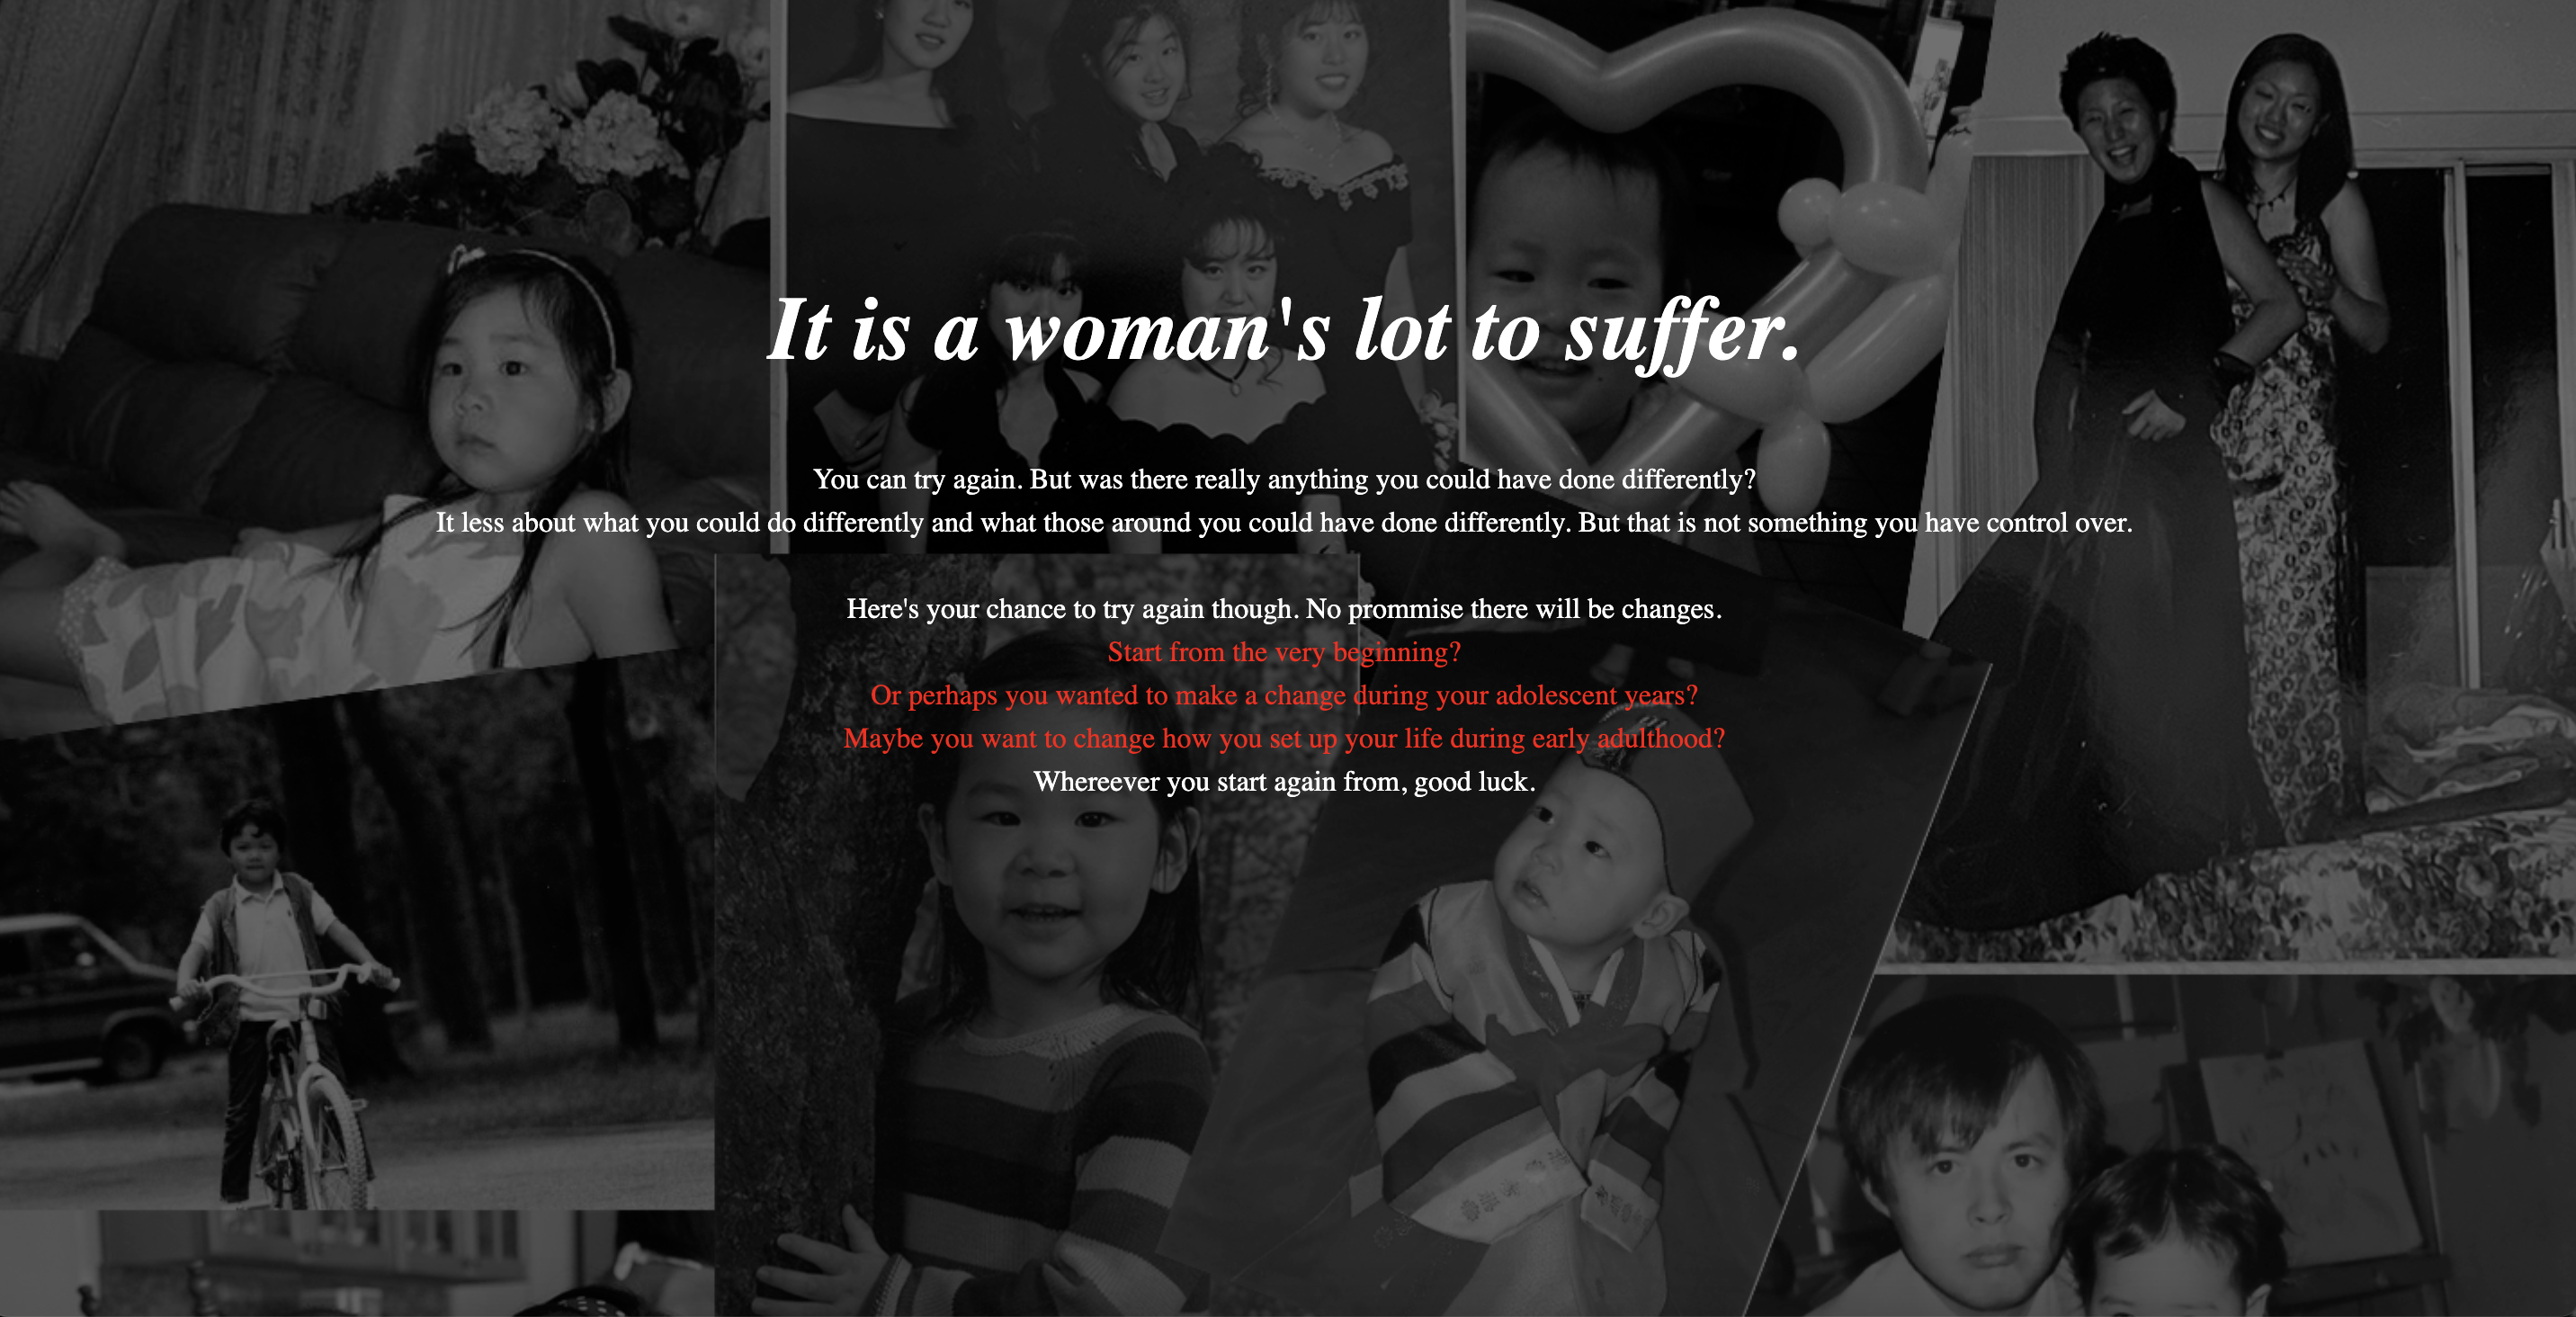 It is a woman's lot to suffer.
You can try again. But was there really anything you could have done differently?
It less about what you could do differently and what those around you could have done differently. But that is not something you have control over.
Here's your chance to try again though. No prommise there will be changes.
Start from the very beginning?
Or perhaps you wanted to make a change during your adolescent years?
Maybe you want to change how you set up your life during early adulthood?
Whereever you start again from, good luck.